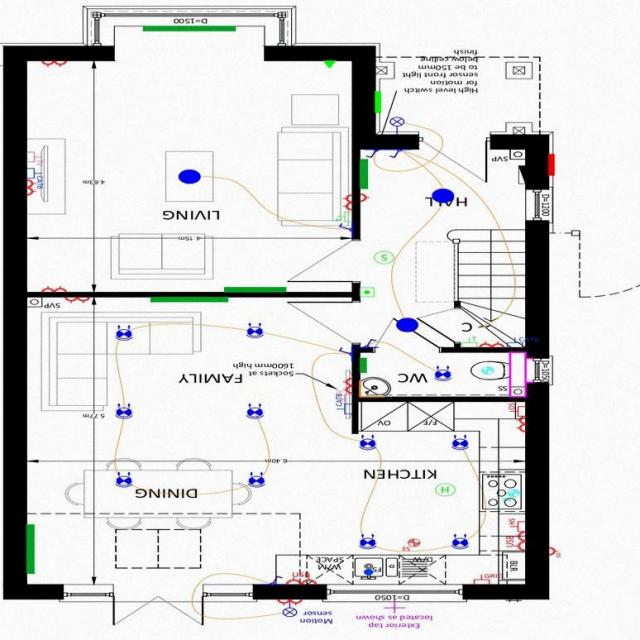 D=1500
High level switch
for motion
sensor front light
to be 150mm
below ceiling
finish
SVP
CAT6
4.63m
LIVING
HALL
D=1200
4.15m
S
SVP
C
FAMILY
Sockets at
1600mm high
WC
SS
5.77m
OV
F/F
6.40m
KITCHEN
DINING
H
HS
W/M
SPACE
D/W
BLR
D=1050
Motion
sensor
Exterior tap
located as shown